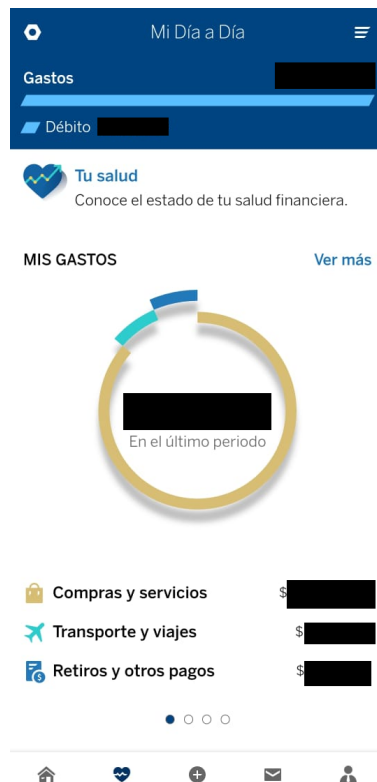 Mi Día a Día
Gastos
Débito
Tu salud
Conoce el estado de tu salud financiera.
MIS GASTOS
Ver más
En el último periodo
Compras y servicios $
Transporte y viajes $
Retiros y otros pagos $